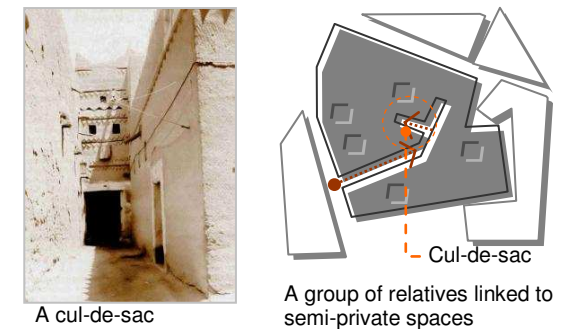 Cul-de-sac
A cul-de-sac
A group of relatives linked to
semi-private spaces